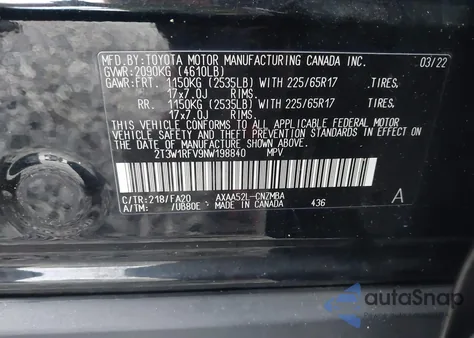 MFD.BY:TOYOTA MOTOR MANUFACTURING CANADA INC. 03/22
GVWR:2090KG (4610LB)
GAWR:FRT. 1150KG (2535LB) WITH 225/65R17 TIRES,
17x7.0J RIMS.
RR. 1150KG (2535LB) WITH 225/65R17 TIRES,
17x7.0J RIMS.
THIS VEHICLE CONFORMS TO ALL APPLICABLE FEDERAL MOTOR
VEHICLE SAFETY AND THEFT PREVENTION STANDARDS IN EFFECT ON
THE DATE OF MANUFACTURE SHOWN ABOVE.
2T3W1RFV9NW198840 MPV
C/TR:218/FA20 AXAA52L-CNZMBA A
A/TM: /UB80E MADE IN CANADA 436
autoSnap